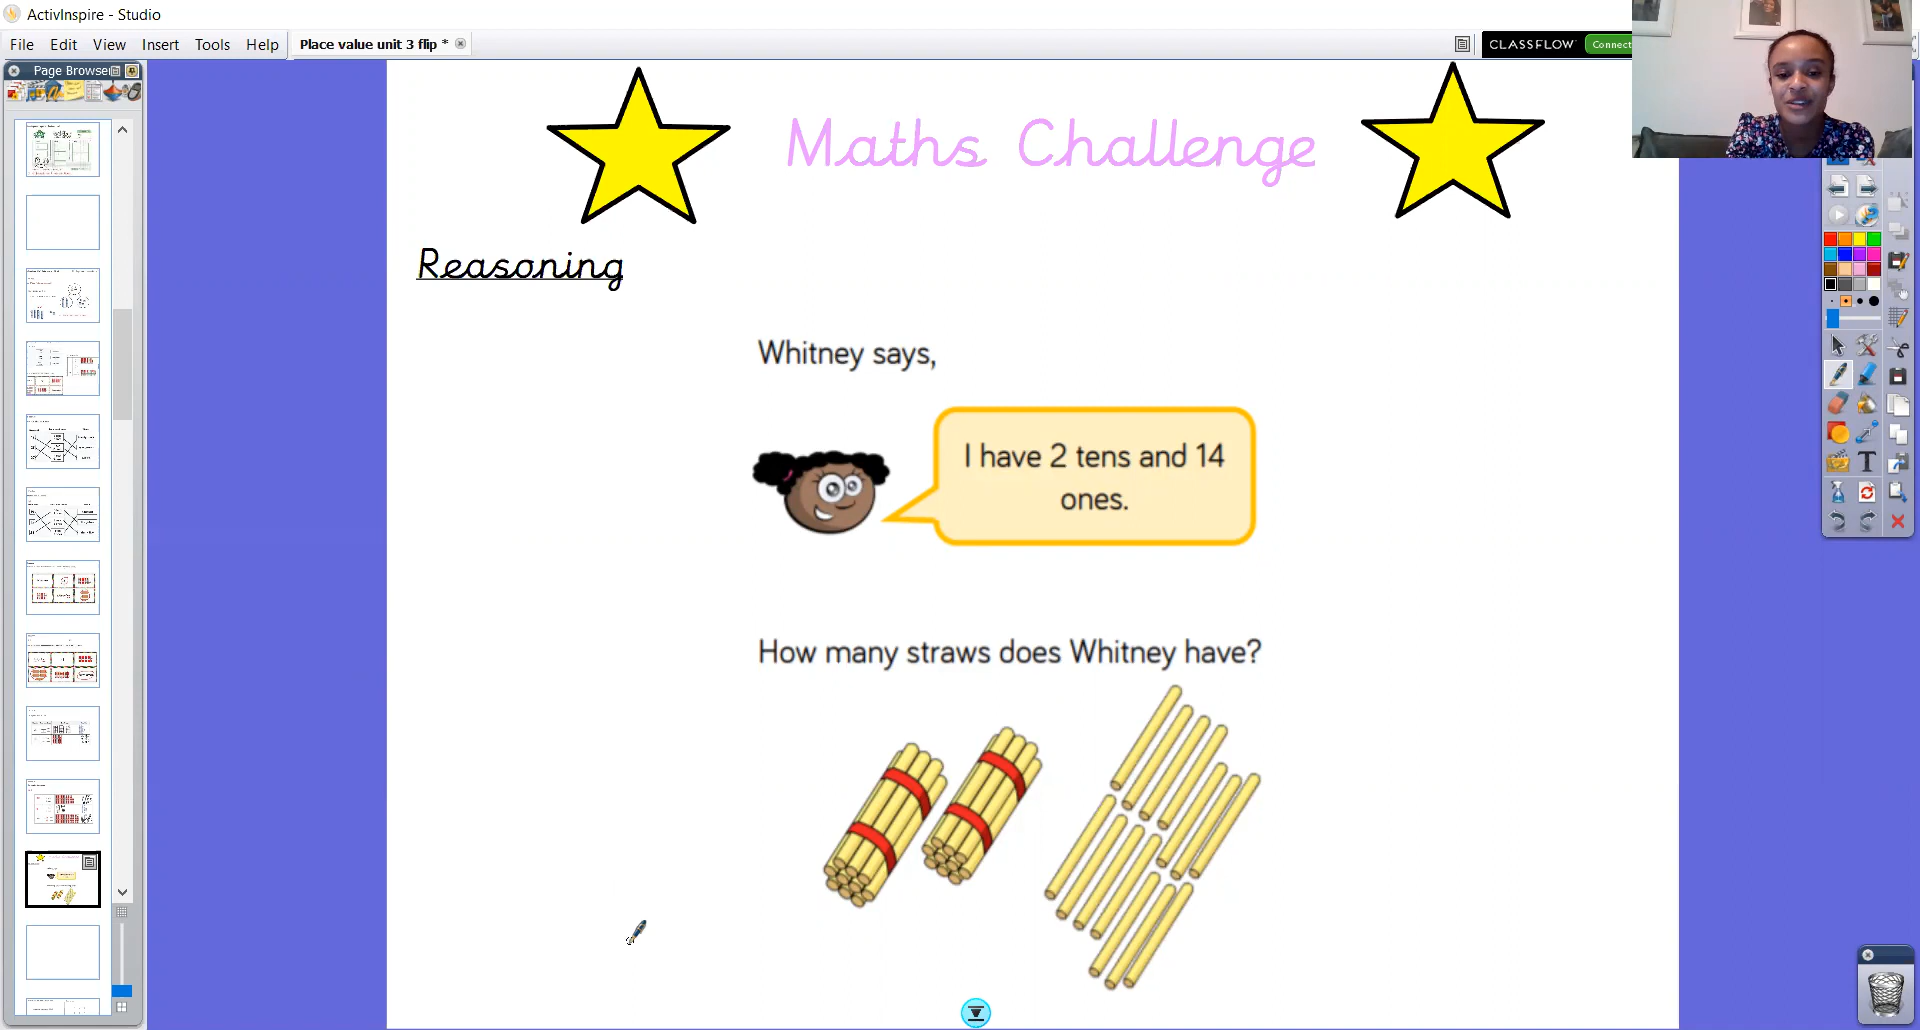 ActivInspire - Studio
File Edit View Insert Tools Help Place value unit 3 flip *
CLASSFLOW Connect
Page Browser
Maths Challenge
Reasoning
Whitney says,
I have 2 tens and 14
ones.
How many straws does Whitney have?
T